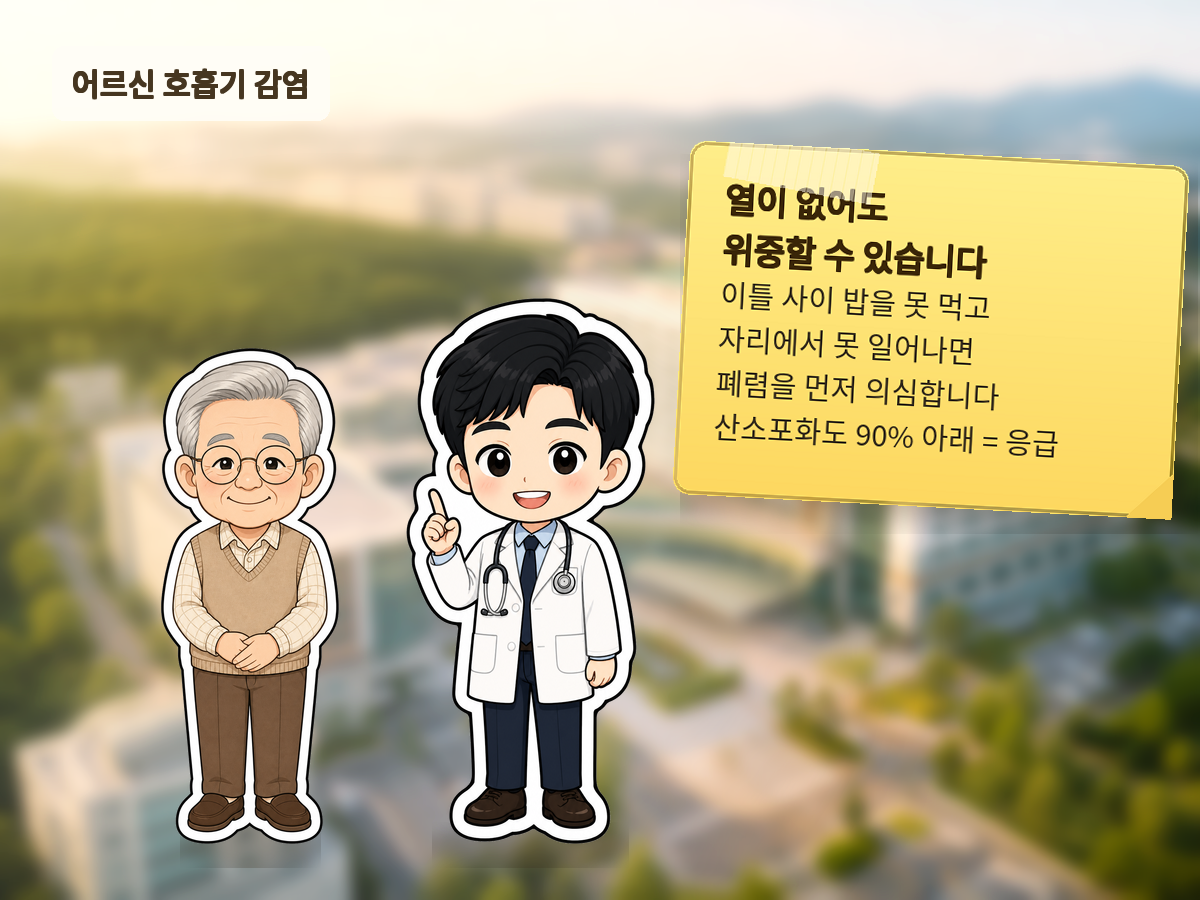 어르신 호흡기 감염
열이 없어도
위중할 수 있습니다
이틀 사이 밥을 못 먹고
자리에서 못 일어나면
폐렴을 먼저 의심합니다
산소포화도 90% 아래 = 응급